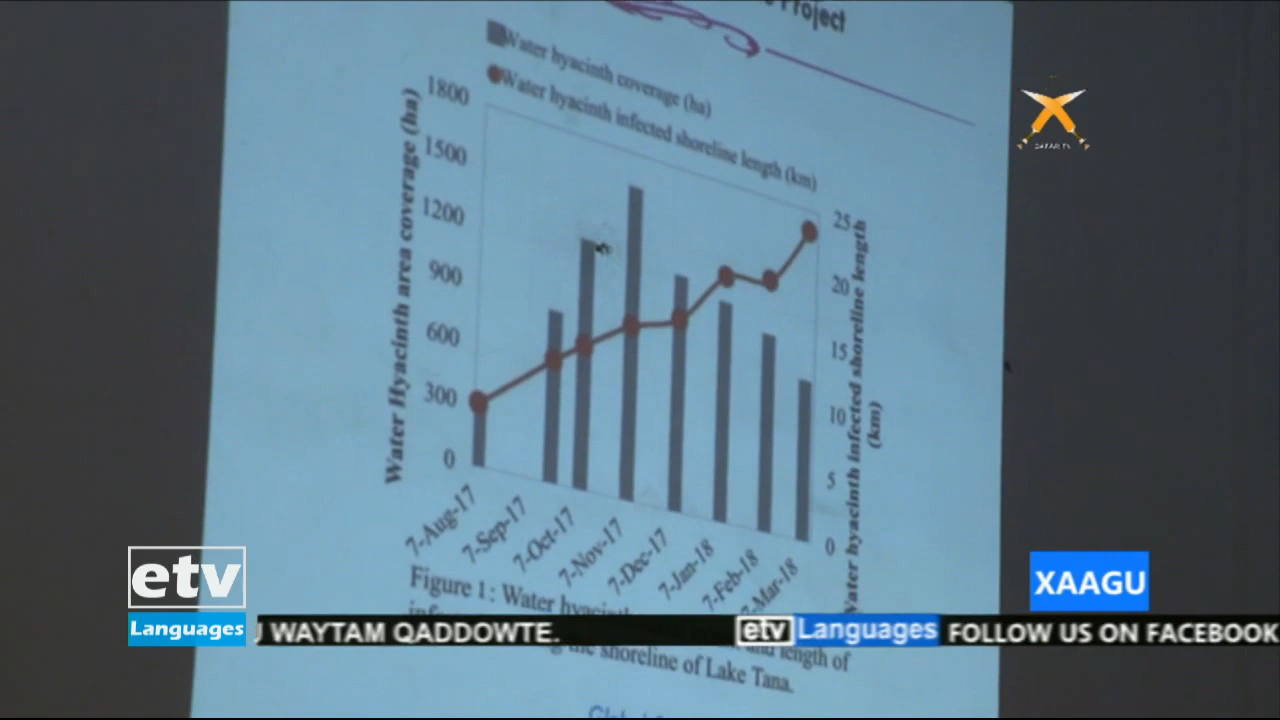 Project
Water hyacinth coverage (ha)
Water hyacinth infected shoreline length (km)
Water Hyacinth area coverage (ha)
1800
1500
1200
900
600
300
0
25
20
15
10
5
0
Water hyacinth infected shoreline length
(km)
7-Aug-17
7-Sep-17
7-Oct-17
7-Nov-17
7-Dec-17
7-Jan-18
7-Feb-18
7-Mar-18
Figure 1: Water
and length of
the shoreline of Lake Tana.
etv
Languages
WAYTAM QADDOWTE.
etv Languages FOLLOW US ON FACEBOOK
XAAGU